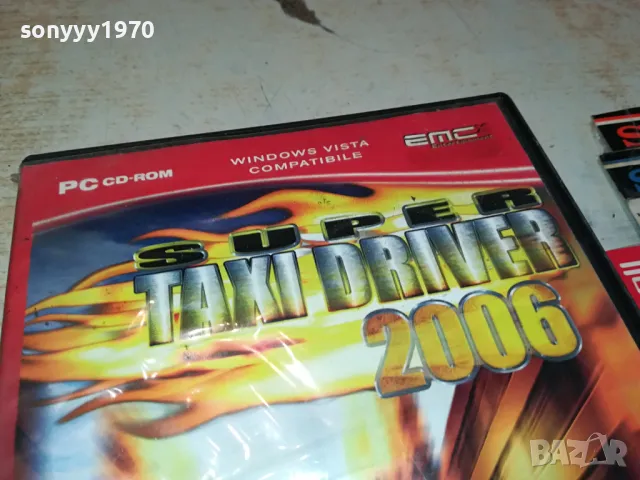 sonyyy1970
PC CD-ROM
WINDOWS VISTA
COMPATIBILE
EMC
SUPER
TAXI DRIVER
2006
BAZAR